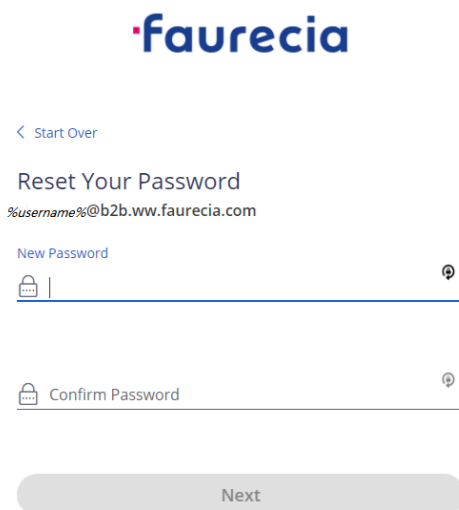 faurecia
Start Over
Reset Your Password
%username%@b2b.ww.faurecia.com
New Password
Confirm Password
Next